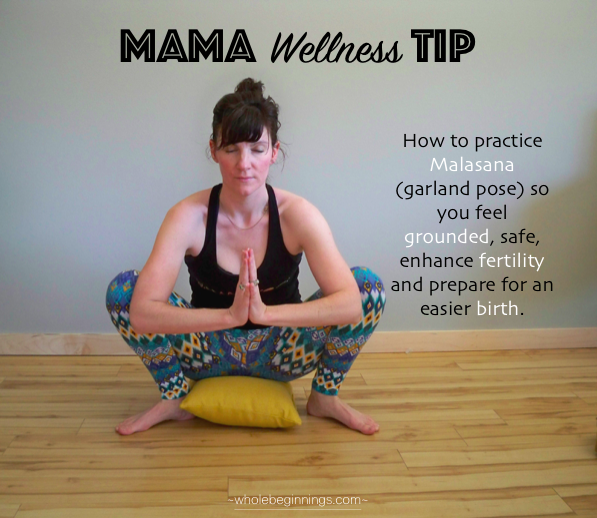 MAMA Wellness TIP
How to practice
Malasana
(garland pose) so
you feel
grounded, safe,
enhance fertility
and prepare for an
easier birth.
~wholebeginnings.com~